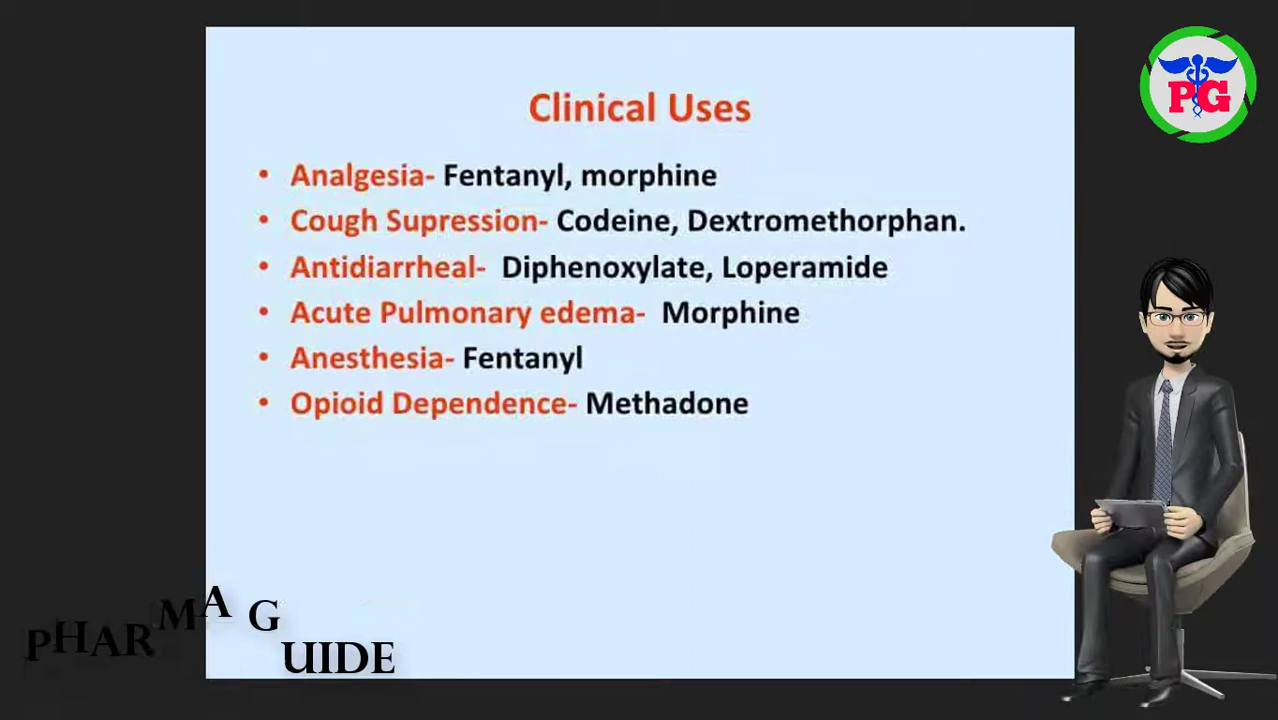 Clinical Uses
• Analgesia- Fentanyl, morphine
• Cough Supression- Codeine, Dextromethorphan.
• Antidiarrheal- Diphenoxylate, Loperamide
• Acute Pulmonary edema- Morphine
• Anesthesia- Fentanyl
• Opioid Dependence- Methadone
PG
PHARMA GUIDE